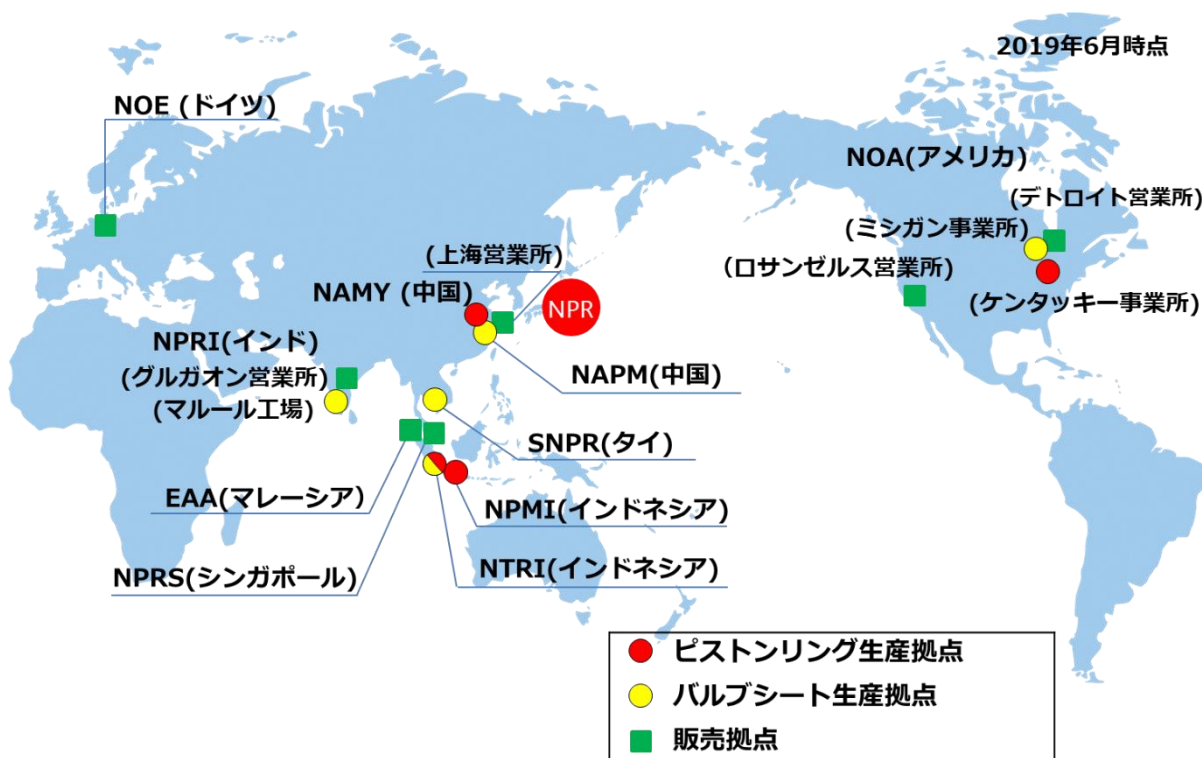 2019年6月時点
NOE (ドイツ)
NOA(アメリカ)
(デトロイト営業所)
(ミシガン事業所)
(上海営業所)
(ロサンゼルス営業所)
NAMY (中国)
NPR
(ケンタッキー事業所)
NPRI(インド)
(グルガオン営業所)
NAPM(中国)
(マルール工場)
SNPR(タイ)
EAA(マレーシア)
NPMI(インドネシア)
NPRS(シンガポール)
NTRI(インドネシア)
ピストンリング生産拠点
バルブシート生産拠点
販売拠点